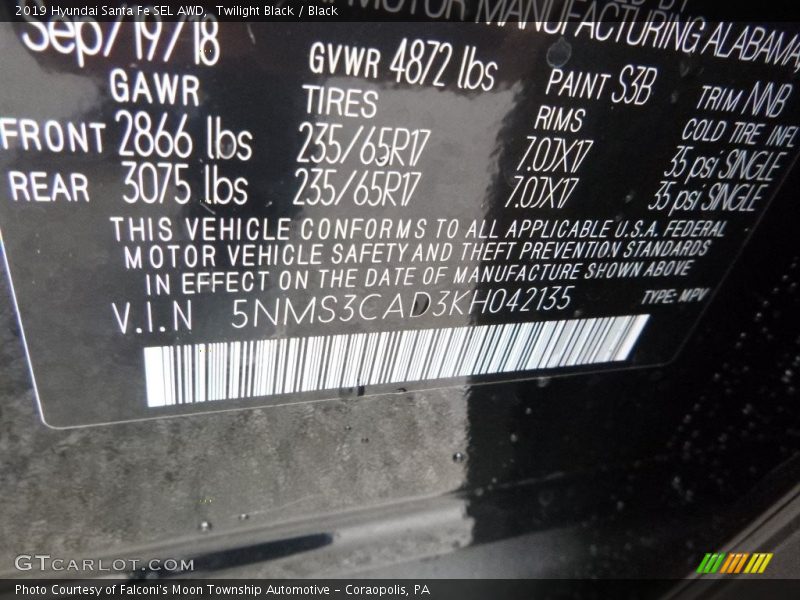 2019 Hyundai Santa Fe SEL AWD,  Twilight Black / Black
MOTOR MANUFACTURING ALABAMA,
Sep/19/18 GVWR 4872 lbs PAINT S3B TRIM NNB
GAWR TIRES RIMS COLD TIRE INFL
FRONT 2866 lbs 235/65R17 7.0JX17 35 psi SINGLE
REAR 3075 lbs 235/65R17 7.0JX17 35 psi SINGLE
THIS VEHICLE CONFORMS TO ALL APPLICABLE U.S.A. FEDERAL
MOTOR VEHICLE SAFETY AND THEFT PREVENTION STANDARDS
IN EFFECT ON THE DATE OF MANUFACTURE SHOWN ABOVE
V.I.N 5NMS3CAD3KH042135 TYPE: MPV
GTCARLOT.COM
Photo Courtesy of Falconi's Moon Township Automotive - Coraopolis, PA